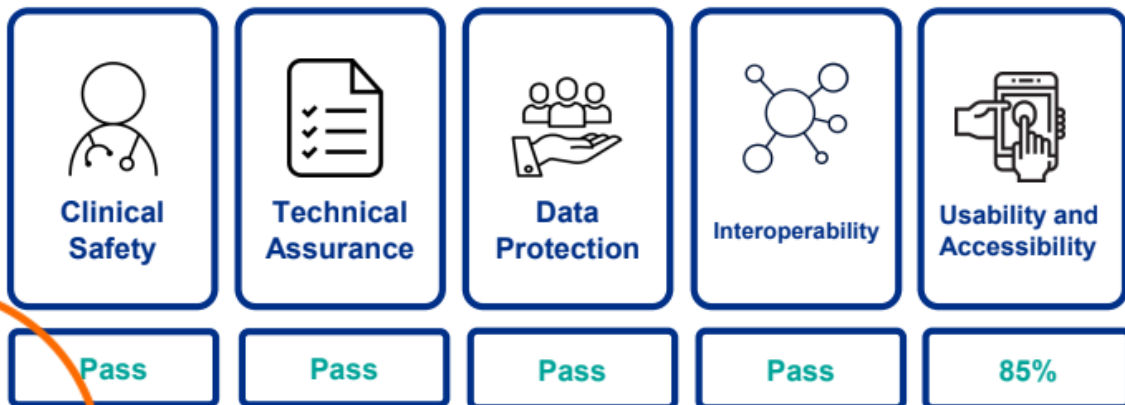 Clinical
Safety
Technical
Assurance
Data
Protection
Interoperability
Usability and
Accessibility
Pass
Pass
Pass
Pass
85%